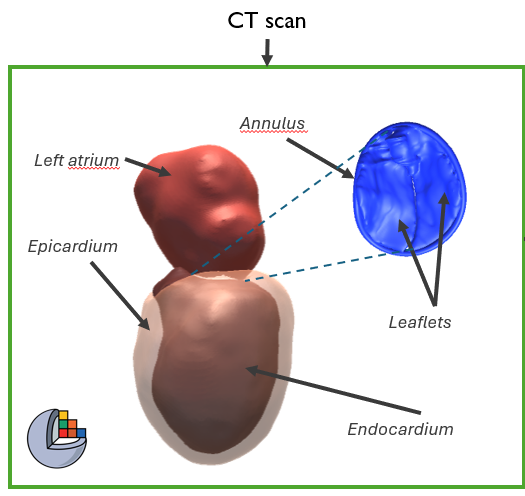 CT scan
Annulus
Left atrium
Epicardium
Leaflets
Endocardium